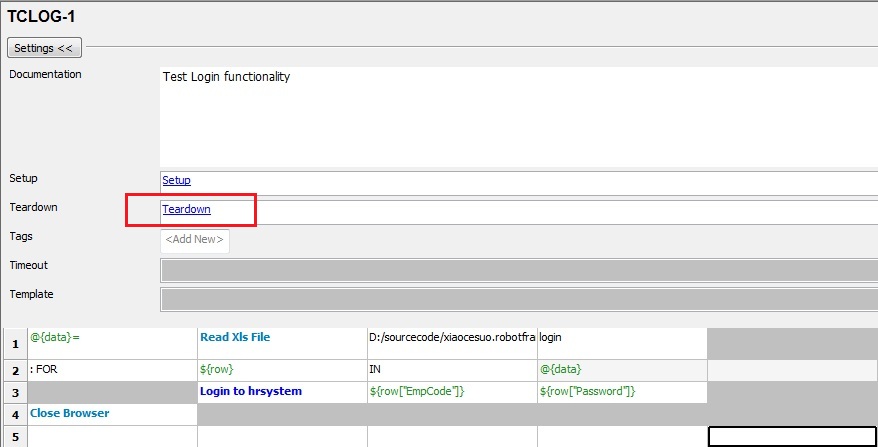 TCLOG-1
Settings <<
Documentation
Test Login functionality
Setup
Setup
Teardown
Teardown
Tags
<Add New>
Timeout
Template
1 @{data}= Read Xls File D:/sourcecode/xiaocesuo.robotfra login
2 : FOR ${row} IN @{data}
3 Login to hrsystem ${row["EmpCode"]} ${row["Password"]}
4 Close Browser
5